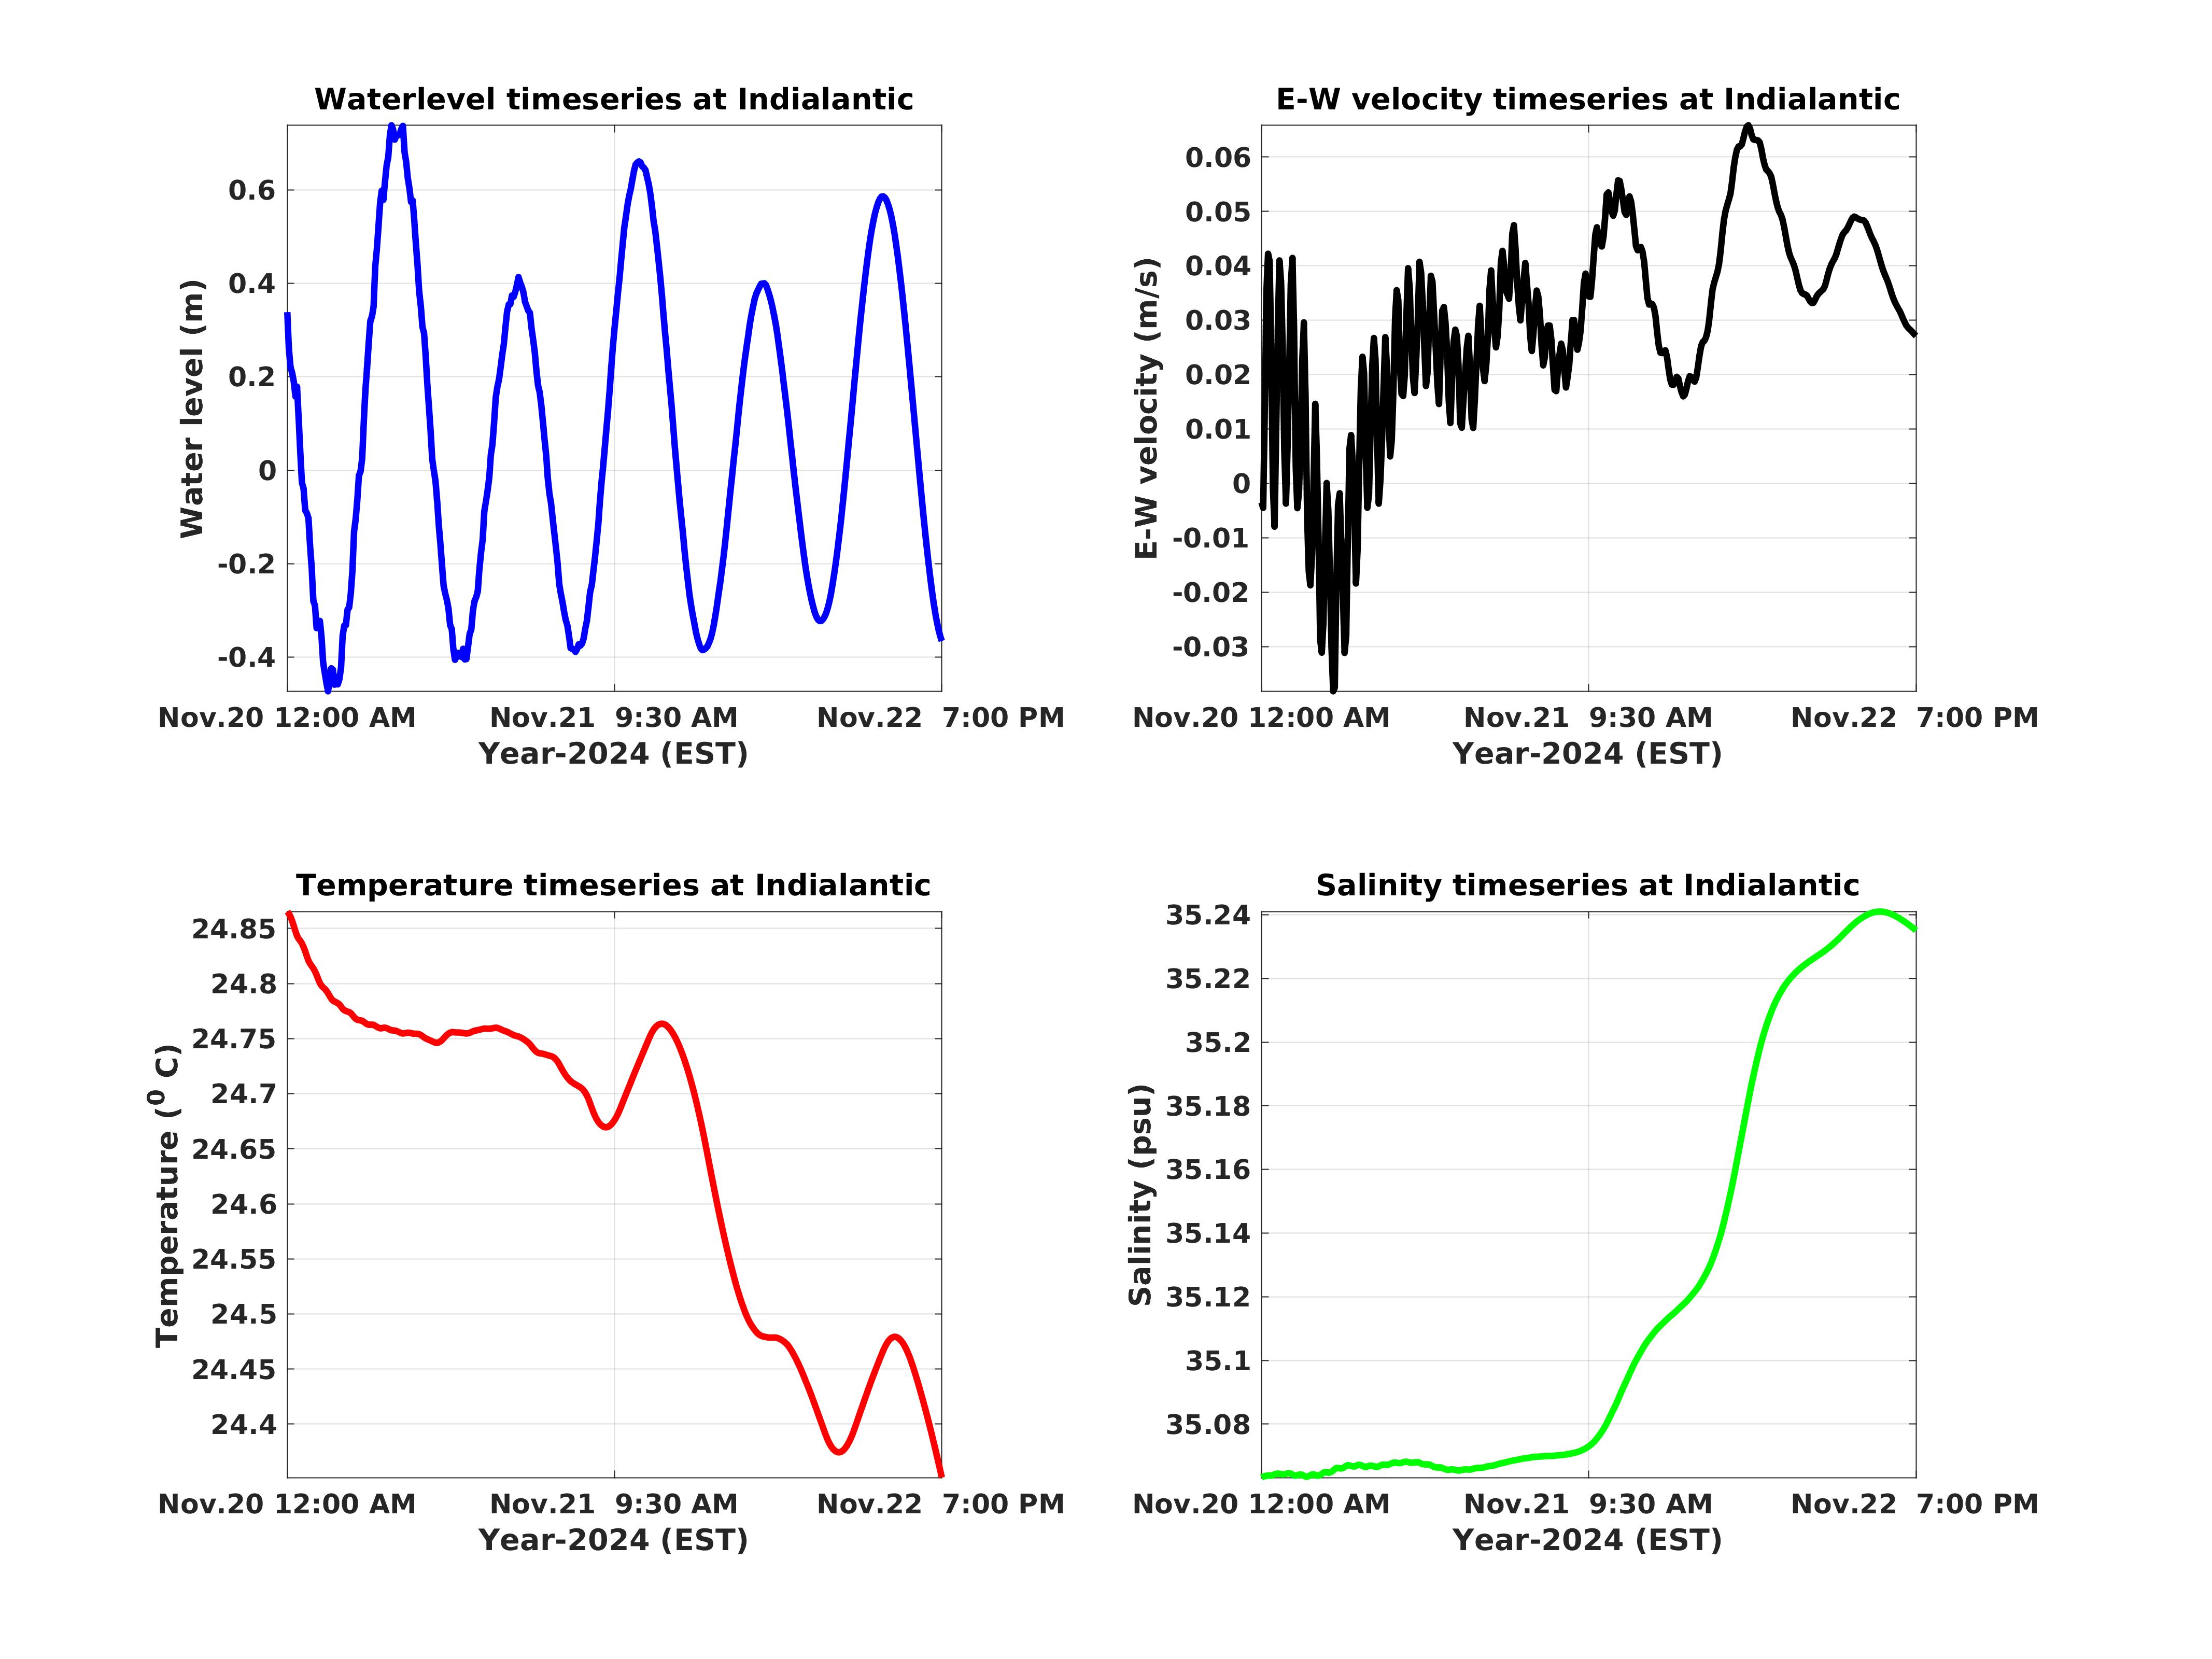 Waterlevel timeseries at Indialantic
Water level (m)
0.6
0.4
0.2
0
-0.2
-0.4
Nov.20 12:00 AM
Nov.21 9:30 AM
Nov.22 7:00 PM
Year-2024 (EST)
E-W velocity timeseries at Indialantic
E-W velocity (m/s)
0.06
0.05
0.04
0.03
0.02
0.01
0
-0.01
-0.02
-0.03
Nov.20 12:00 AM
Nov.21 9:30 AM
Nov.22 7:00 PM
Year-2024 (EST)
Temperature timeseries at Indialantic
Temperature (⁰ C)
24.85
24.8
24.75
24.7
24.65
24.6
24.55
24.5
24.45
24.4
Nov.20 12:00 AM
Nov.21 9:30 AM
Nov.22 7:00 PM
Year-2024 (EST)
Salinity timeseries at Indialantic
Salinity (psu)
35.24
35.22
35.2
35.18
35.16
35.14
35.12
35.1
35.08
Nov.20 12:00 AM
Nov.21 9:30 AM
Nov.22 7:00 PM
Year-2024 (EST)